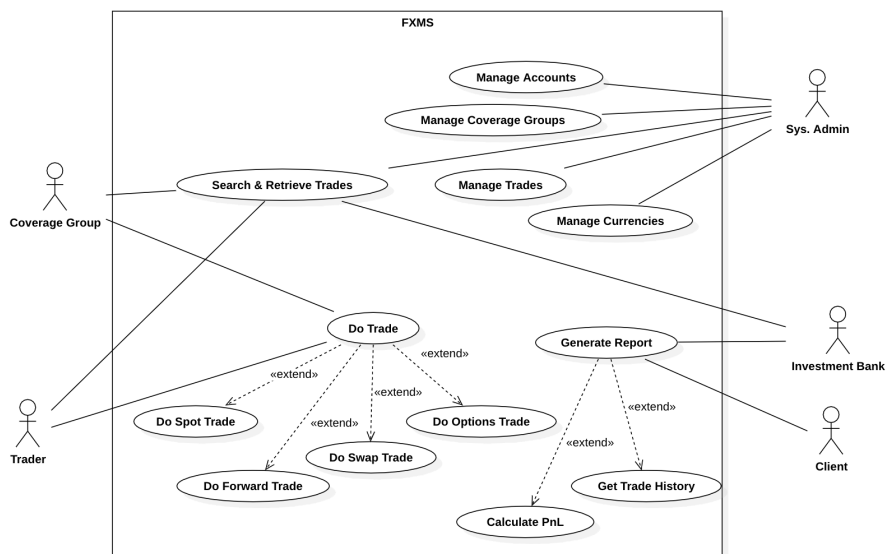 FXMS
Manage Accounts
Manage Coverage Groups
Sys. Admin
Search & Retrieve Trades
Manage Trades
Coverage Group
Manage Currencies
Do Trade
Generate Report
«extend»
Investment Bank
«extend»
«extend»
«extend»
«extend»
Do Spot Trade
Do Options Trade
«extend»
Trader
Do Swap Trade
Client
Do Forward Trade
Get Trade History
Calculate PnL